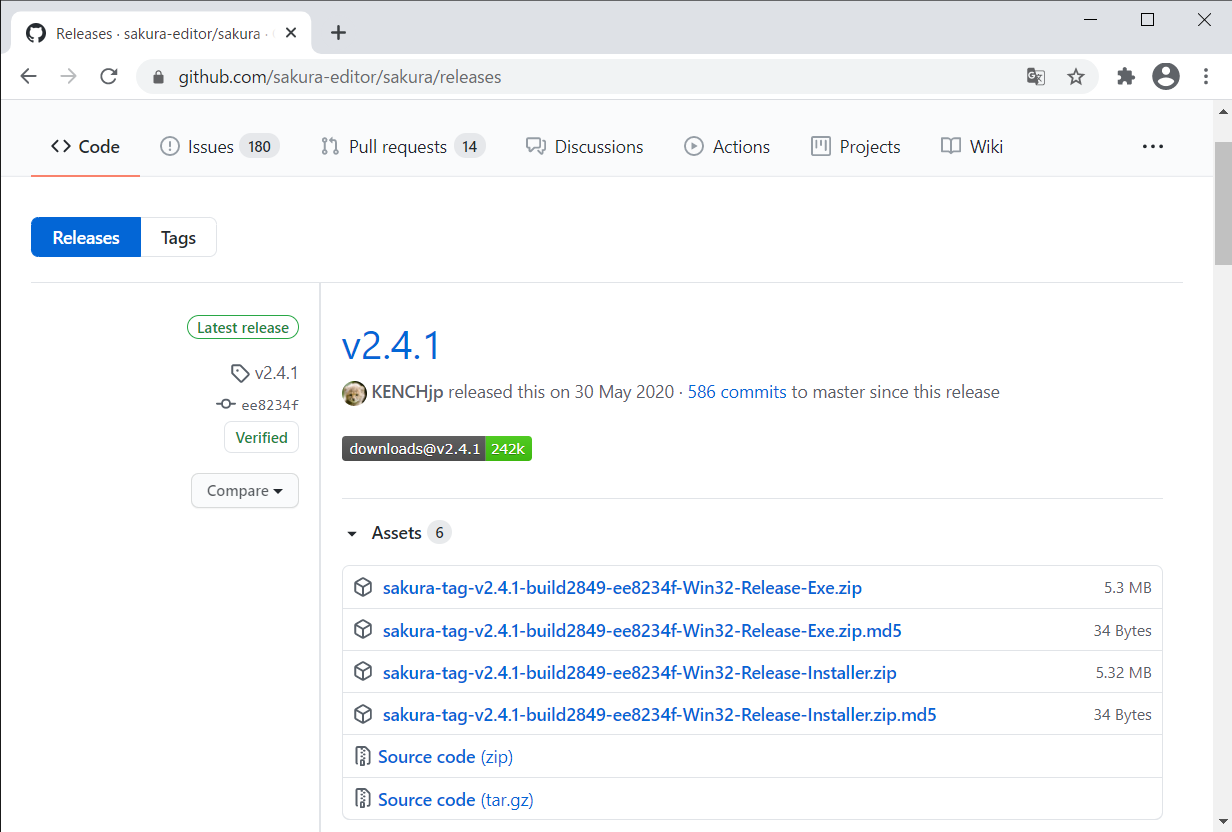 Releases · sakura-editor/sakura ·
github.com/sakura-editor/sakura/releases
Code
Issues 180
Pull requests 14
Discussions
Actions
Projects
Wiki
Releases
Tags
Latest release
v2.4.1
ee8234f
Verified
Compare
v2.4.1
KENCHjp released this on 30 May 2020 · 586 commits to master since this release
downloads@v2.4.1 242k
Assets 6
sakura-tag-v2.4.1-build2849-ee8234f-Win32-Release-Exe.zip 5.3 MB
sakura-tag-v2.4.1-build2849-ee8234f-Win32-Release-Exe.zip.md5 34 Bytes
sakura-tag-v2.4.1-build2849-ee8234f-Win32-Release-Installer.zip 5.32 MB
sakura-tag-v2.4.1-build2849-ee8234f-Win32-Release-Installer.zip.md5 34 Bytes
Source code (zip)
Source code (tar.gz)